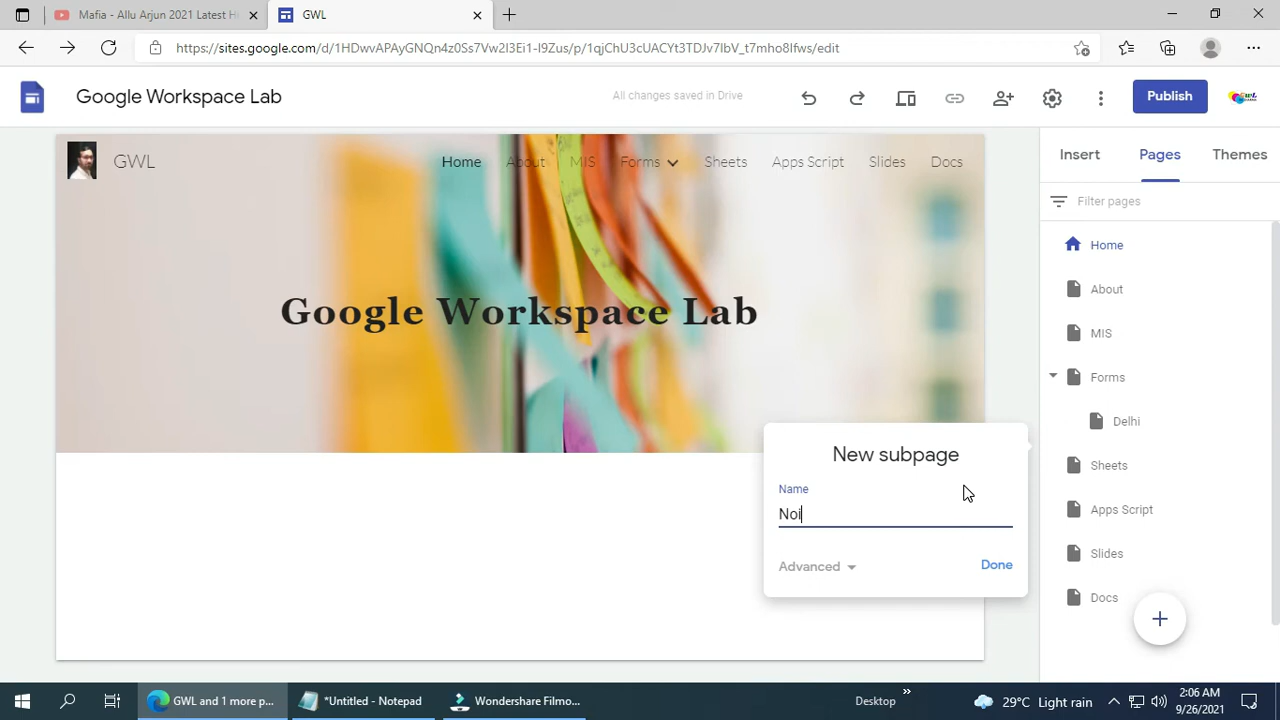 Mafia - Allu Arjun 2021 Latest H
GWL
https://sites.google.com/d/1HDwvAPAyGNQn4z0Ss7Vw2I3Ei1-I9Zus/p/1qjChU3cUACYt3TDJv7IbV_t7mho8lfws/edit
Google Workspace Lab
All changes saved in Drive
Publish
GWL
Home About MIS Forms Sheets Apps Script Slides Docs
Google Workspace Lab
Insert Pages Themes
Filter pages
Home
About
MIS
Forms
Delhi
Sheets
Apps Script
Slides
Docs
New subpage
Name
Noi
Advanced
Done
GWL and 1 more p...
*Untitled - Notepad
Wondershare Filmo...
Desktop
29°C Light rain
2:06 AM
9/26/2021